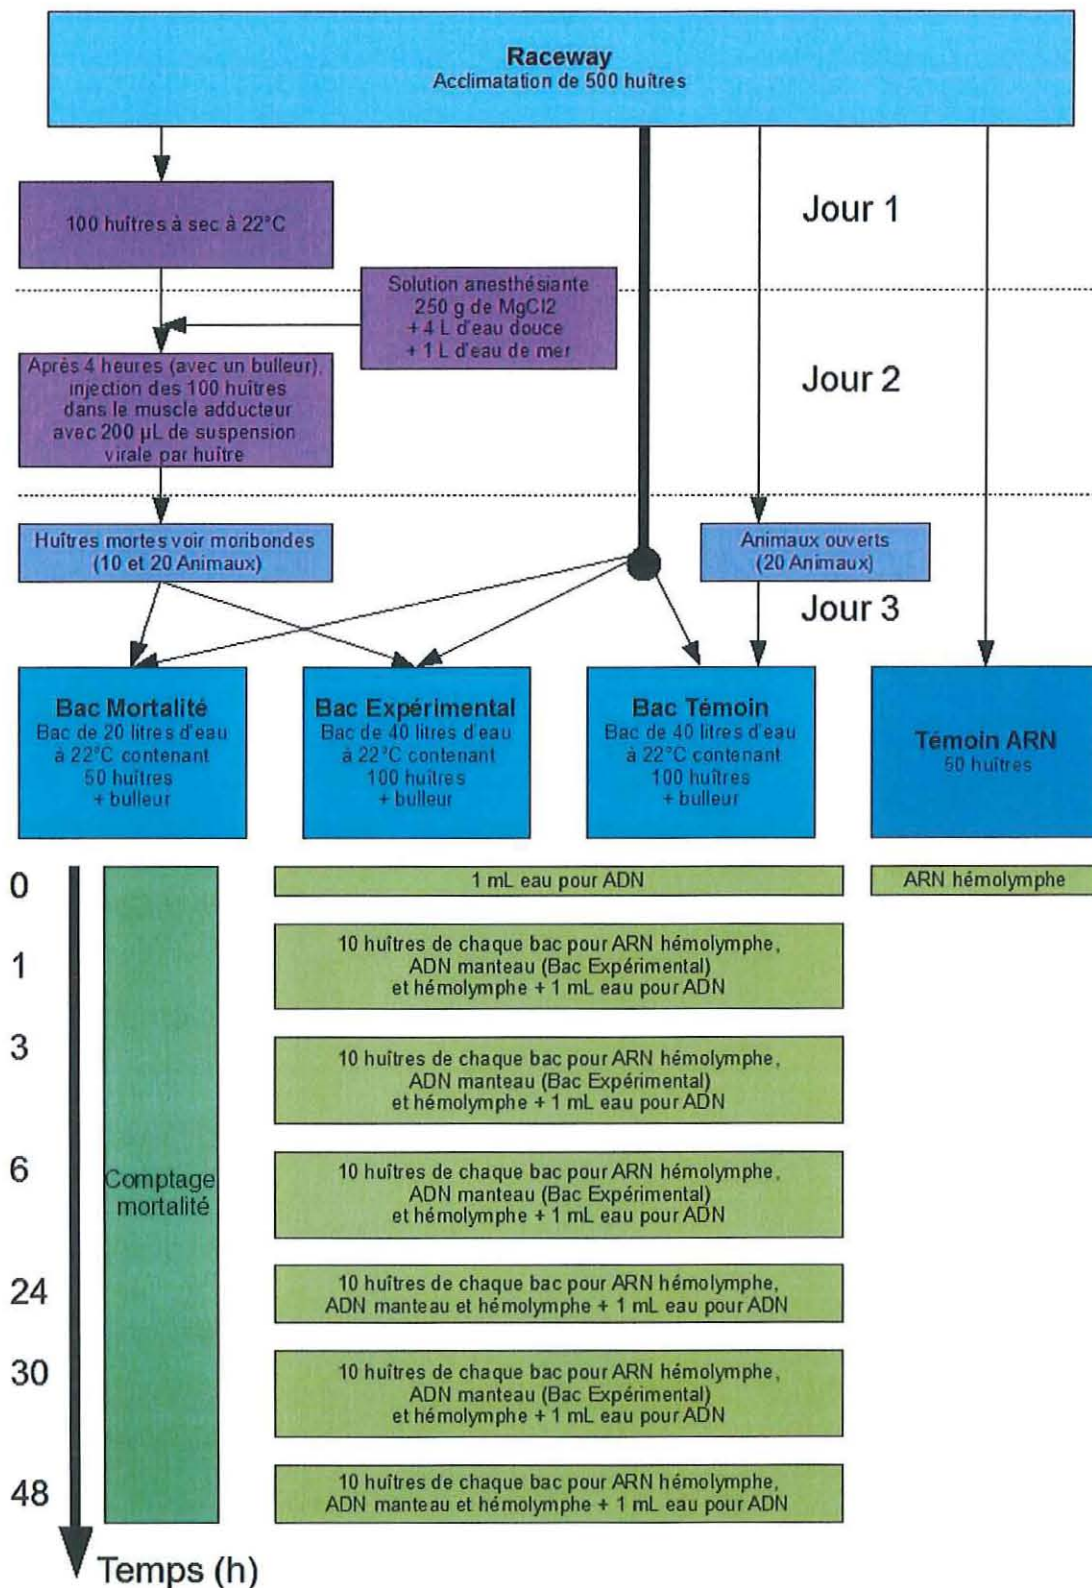 Raceway
Acclimatation de 500 huîtres
100 huîtres à sec à 22°C
Jour 1
Solution anesthésiante
250 g de MgCl2
+ 4 L d'eau douce
+ 1 L d'eau de mer
Après 4 heures (avec un bulleur),
injection des 100 huîtres
dans le muscle adducteur
avec 200 µL de suspension
virale par huître
Jour 2
Huîtres mortes voir moribondes
(10 et 20 Animaux)
Animaux ouverts
(20 Animaux)
Jour 3
Bac Mortalité
Bac de 20 litres d'eau
à 22°C contenant
50 huîtres
+ bulleur
Bac Expérimental
Bac de 40 litres d'eau
à 22°C contenant
100 huîtres
+ bulleur
Bac Témoin
Bac de 40 litres d'eau
à 22°C contenant
100 huîtres
+ bulleur
Témoin ARN
50 huîtres
0
1 mL eau pour ADN
ARN hémolymphe
1
10 huîtres de chaque bac pour ARN hémolymphe,
ADN manteau (Bac Expérimental)
et hémolymphe + 1 mL eau pour ADN
3
10 huîtres de chaque bac pour ARN hémolymphe,
ADN manteau (Bac Expérimental)
et hémolymphe + 1 mL eau pour ADN
6
10 huîtres de chaque bac pour ARN hémolymphe,
ADN manteau (Bac Expérimental)
et hémolymphe + 1 mL eau pour ADN
Comptage
mortalité
24
10 huîtres de chaque bac pour ARN hémolymphe,
ADN manteau et hémolymphe + 1 mL eau pour ADN
30
10 huîtres de chaque bac pour ARN hémolymphe,
ADN manteau (Bac Expérimental)
et hémolymphe + 1 mL eau pour ADN
48
10 huîtres de chaque bac pour ARN hémolymphe,
ADN manteau et hémolymphe + 1 mL eau pour ADN
Temps (h)